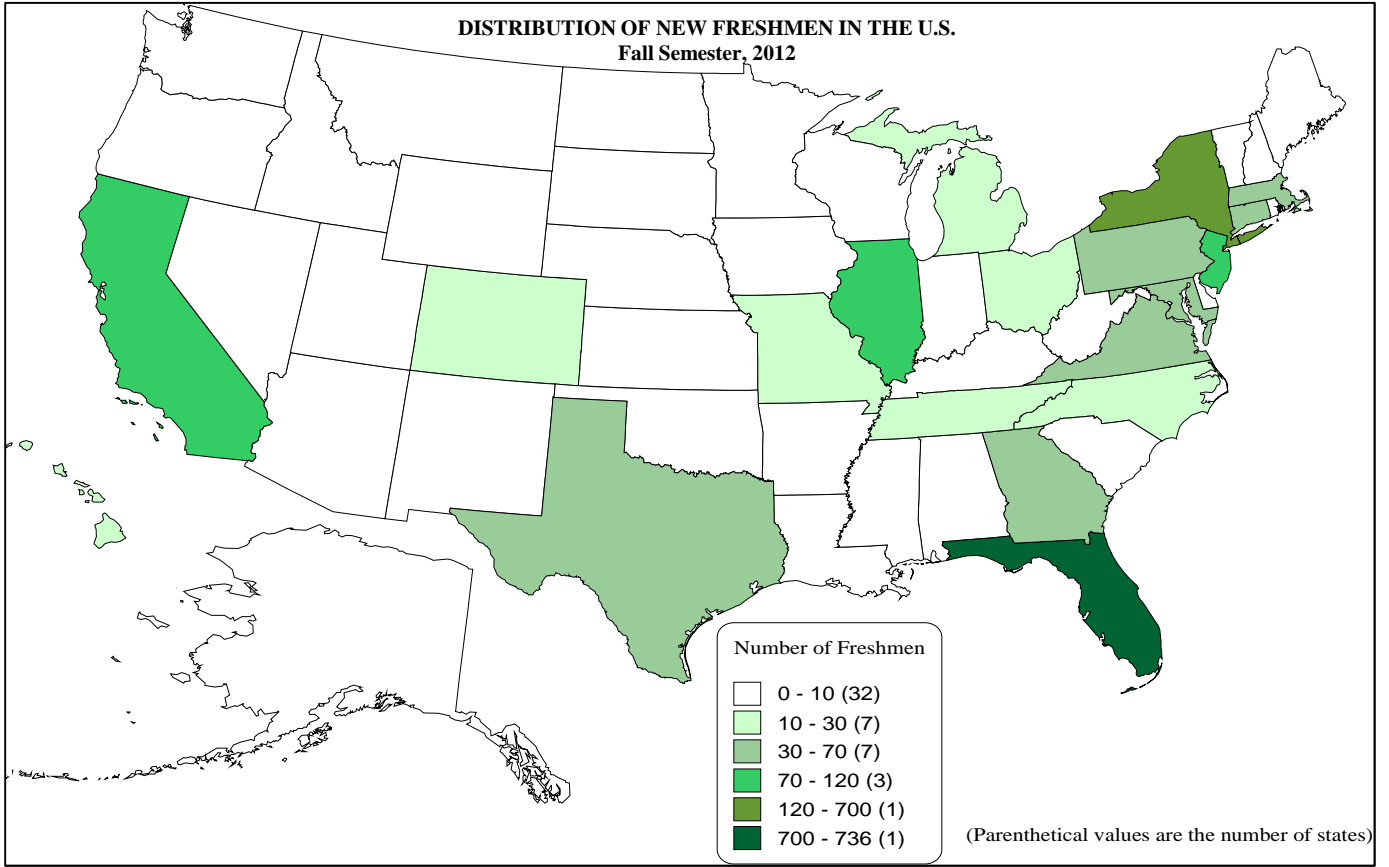 DISTRIBUTION OF NEW FRESHMEN IN THE U.S.
Fall Semester, 2012
Number of Freshmen
0 - 10 (32)
10 - 30 (7)
30 - 70 (7)
70 - 120 (3)
120 - 700 (1)
700 - 736 (1)
(Parenthetical values are the number of states)